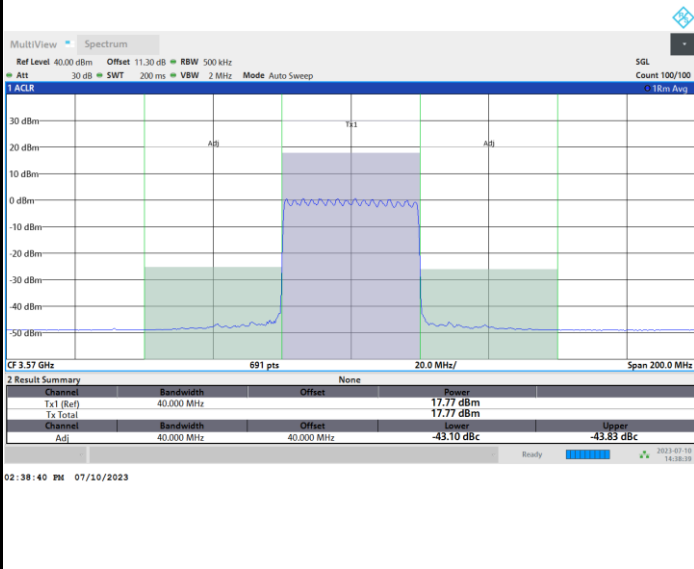 MultiView Spectrum
Ref Level 40.00 dBm Offset 11.30 dB RBW 500 kHz SGL
Att 30 dB SWT 200 ms VBW 2 MHz Mode Auto Sweep Count 100/100
1 ACLR 1Rm Avg
30 dBm
Tx1
20 dBm
Adj Adj
10 dBm
0 dBm
-10 dBm
-20 dBm
-30 dBm
-40 dBm
-50 dBm
CF 3.57 GHz 691 pts 20.0 MHz/ Span 200.0 MHz
2 Result Summary None
Channel Bandwidth Offset Power
Tx1 (Ref) 40.000 MHz 17.77 dBm
Tx Total 17.77 dBm
Channel Bandwidth Offset Lower Upper
Adj 40.000 MHz 40.000 MHz -43.10 dBc -43.83 dBc
Ready 2023-07-10
14:38:39
02:38:40 PM 07/10/2023